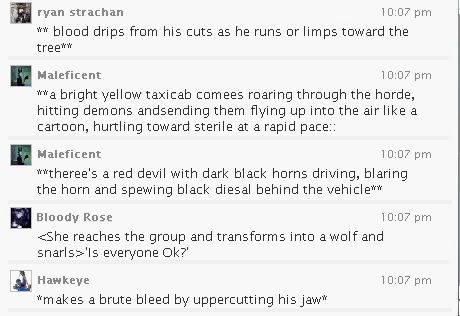 ryan strachan 10:07 pm
** blood drips from his cuts as he runs or limps toward the
tree**
Maleficent 10:07 pm
**a bright yellow taxicab comees roaring through the horde,
hitting demons andsending them flying up into the air like a
cartoon, hurtling toward sterile at a rapid pace::
Maleficent 10:07 pm
**theree's a red devil with dark black horns driving, blaring
the horn and spewing black diesal behind the vehicle**
Bloody Rose 10:07 pm
<She reaches the group and transforms into a wolf and
snarls>'Is everyone Ok?'
Hawkeye 10:07 pm
*makes a brute bleed by uppercutting his jaw*